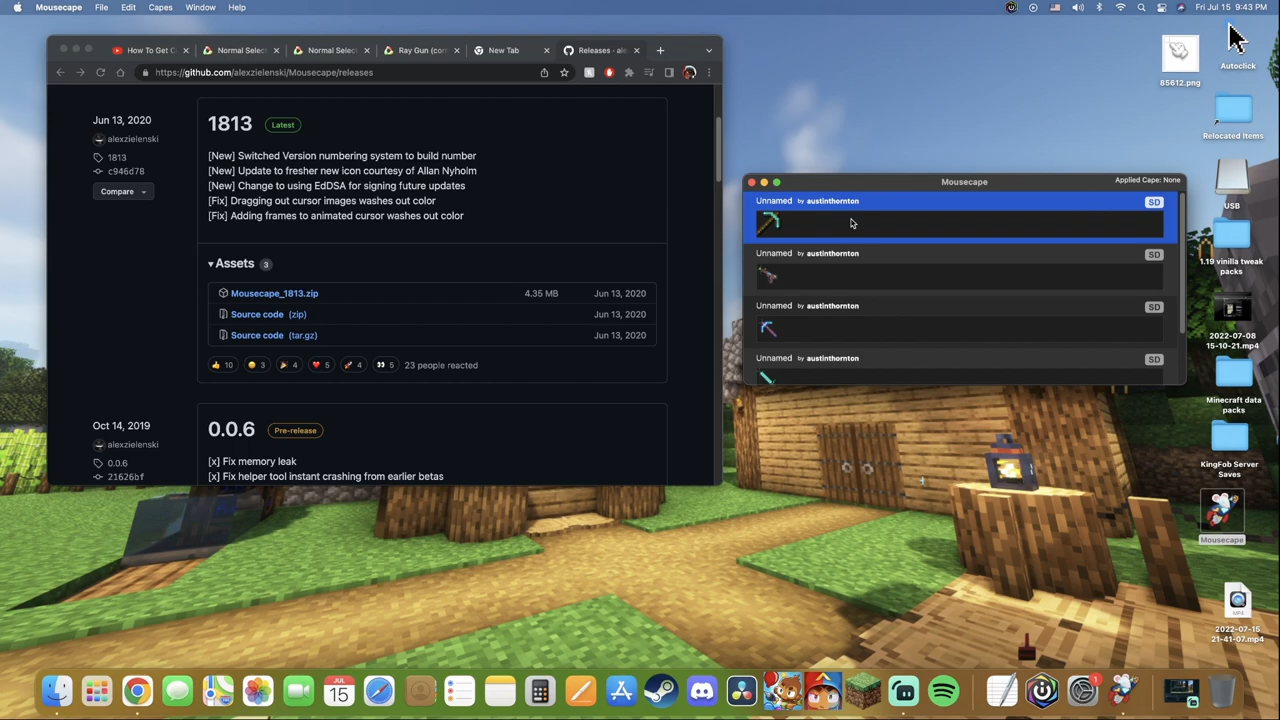 Mousecape File Edit Capes Window Help
Fri Jul 15 9:43 PM
How To Get C
Normal Select
Normal Select
Ray Gun (con
New Tab
Releases · ale
https://github.com/alexzielenski/Mousecape/releases
Jun 13, 2020
alexzielenski
1813
c946d78
Compare
1813 Latest
[New] Switched Version numbering system to build number
[New] Update to fresher new icon courtesy of Allan Nyholm
[New] Change to using EdDSA for signing future updates
[Fix] Dragging out cursor images washes out color
[Fix] Adding frames to animated cursor washes out color
Assets 3
Mousecape_1813.zip 4.35 MB Jun 13, 2020
Source code (zip) Jun 13, 2020
Source code (tar.gz) Jun 13, 2020
10 3 4 5 4 5 23 people reacted
Oct 14, 2019
alexzielenski
0.0.6
21626bf
0.0.6 Pre-release
[x] Fix memory leak
[x] Fix helper tool instant crashing from earlier betas
Mousecape
Applied Cape: None
Unnamed by austinthornton SD
Unnamed by austinthornton SD
Unnamed by austinthornton SD
Unnamed by austinthornton SD
85612.png
Autoclick
Relocated Items
USB
1.19 vinilla tweak
packs
2022-07-08
15-10-21.mp4
Minecraft data
packs
KingFob Server
Saves
Mousecape
MP4
2022-07-15
21-41-07.mp4
JUL
15
1